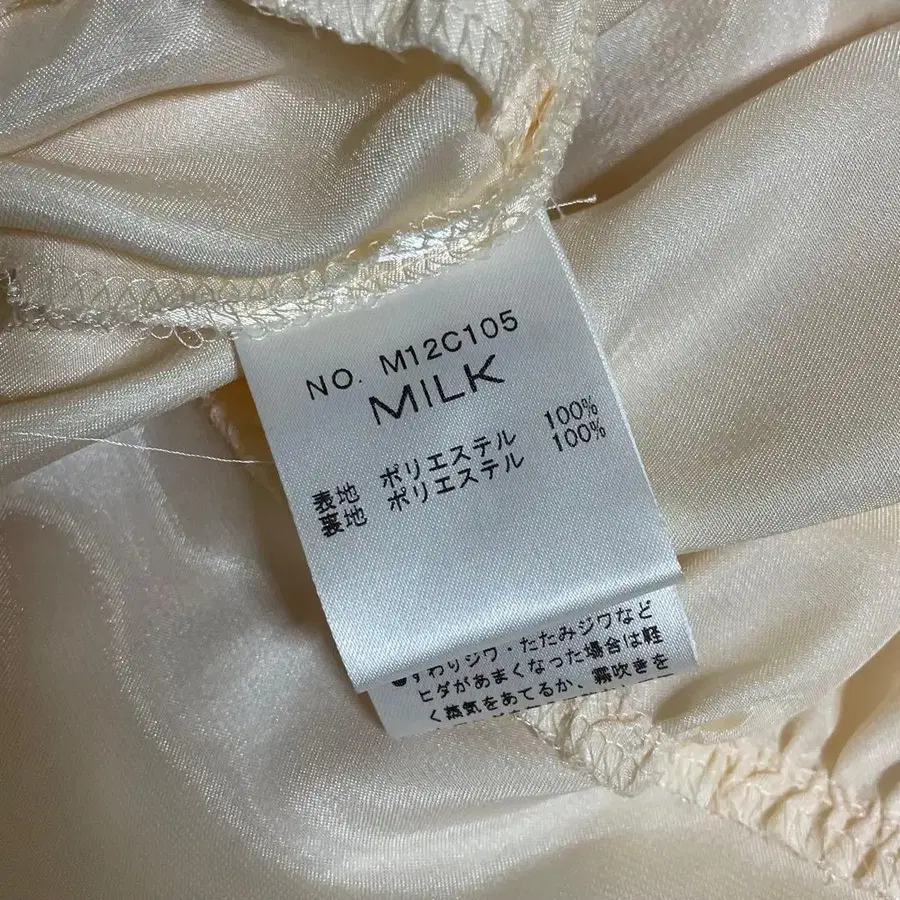 NO. M12C105
MILK
表地 ポリエステル 100%
裏地 ポリエステル 100%
●すわりジワ・たたみジワなど
ヒダがあまくなった場合は軽
く蒸気をあてるか、霧吹きを